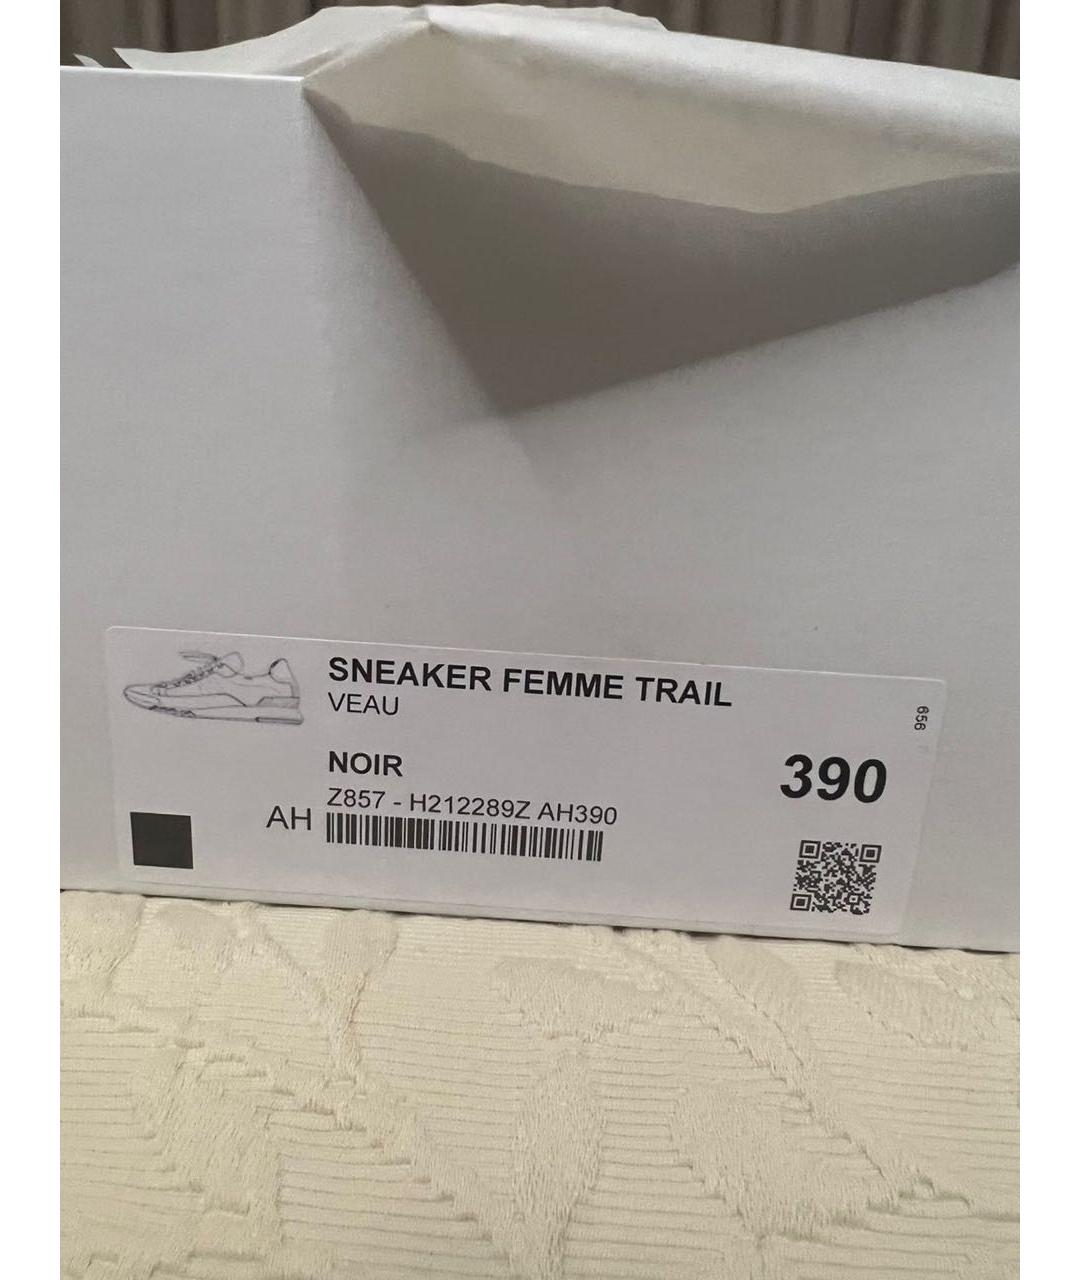 SNEAKER FEMME TRAIL
VEAU
656
NOIR
390
Z857 - H212289Z AH390
AH